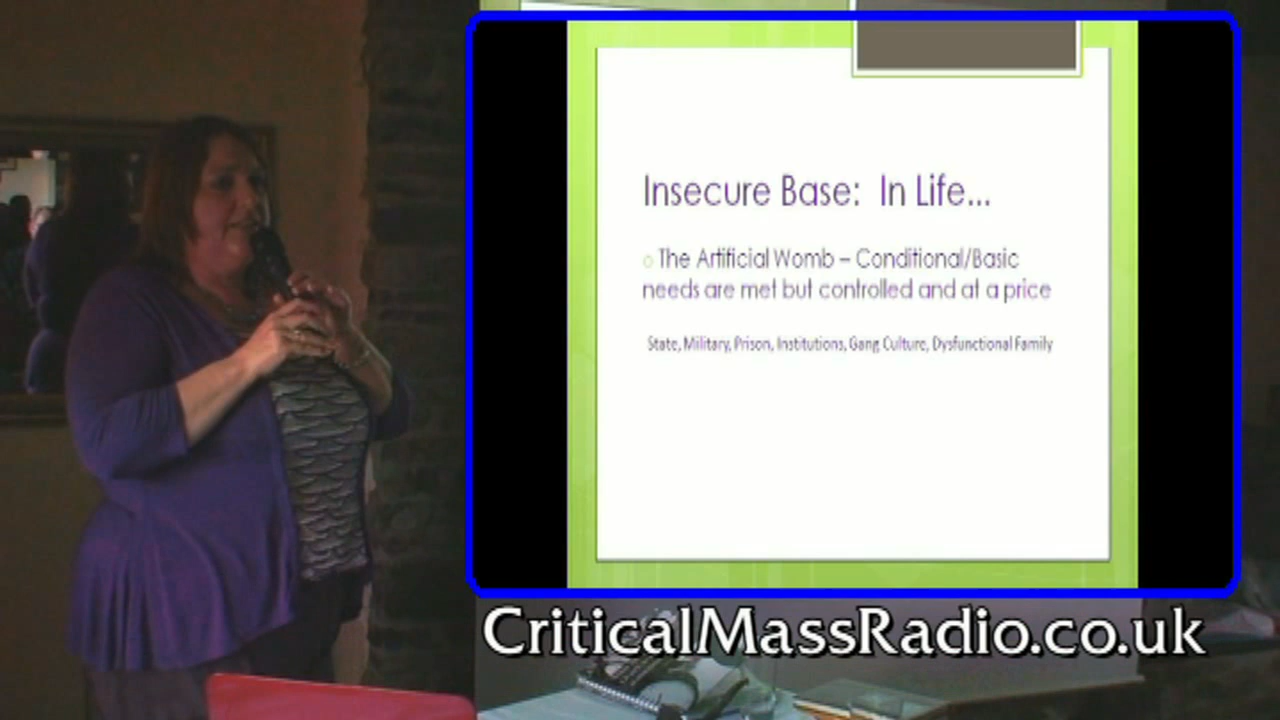 Insecure Base: In Life...
o The Artificial Womb – Conditional/Basic
needs are met but controlled and at a price
State, Military, Prison, Institutions, Gang Culture, Dysfunctional Family
CriticalMassRadio.co.uk